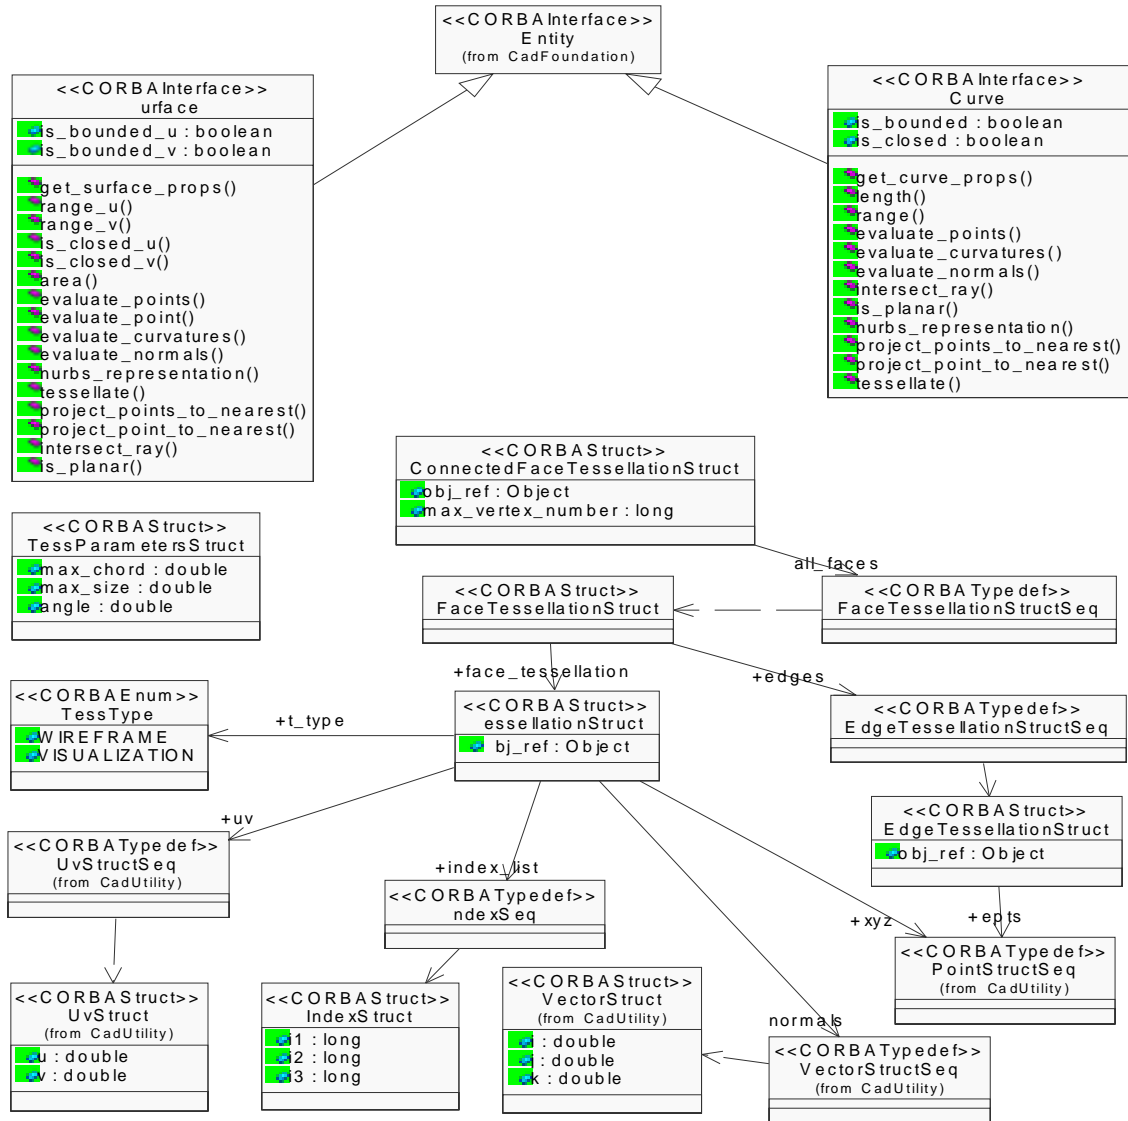 <<CORBAInterface>>
Entity
(from CadFoundation)
<<CORBAInterface>>
urface
is_bounded_u : boolean
is_bounded_v : boolean
get_surface_props()
range_u()
range_v()
is_closed_u()
is_closed_v()
area()
evaluate_points()
evaluate_point()
evaluate_curvatures()
evaluate_normals()
nurbs_representation()
tessellate()
project_points_to_nearest()
project_point_to_nearest()
intersect_ray()
is_planar()
<<CORBAInterface>>
Curve
is_bounded : boolean
is_closed : boolean
get_curve_props()
length()
range()
evaluate_points()
evaluate_curvatures()
evaluate_normals()
intersect_ray()
is_planar()
nurbs_representation()
project_points_to_nearest()
project_point_to_nearest()
tessellate()
<<CORBAStruct>>
ConnectedFaceTessellationStruct
obj_ref : Object
max_vertex_number : long
<<CORBAStruct>>
TessParametersStruct
max_chord : double
max_size : double
angle : double
all_faces
<<CORBAStruct>>
FaceTessellationStruct
<<CORBATypedef>>
FaceTessellationStructSeq
+face_tessellation
+edges
<<CORBAEnum>>
TessType
WIREFRAME
VISUALIZATION
+t_type
<<CORBAStruct>>
essellationStruct
bj_ref : Object
<<CORBATypedef>>
EdgeTessellationStructSeq
<<CORBAStruct>>
EdgeTessellationStruct
obj_ref : Object
+uv
<<CORBATypedef>>
UvStructSeq
(from CadUtility)
+index_list
<<CORBATypedef>>
ndexSeq
+xyz
+epts
<<CORBATypedef>>
PointStructSeq
(from CadUtility)
<<CORBAStruct>>
UvStruct
(from CadUtility)
u : double
v : double
<<CORBAStruct>>
IndexStruct
i1 : long
i2 : long
i3 : long
<<CORBAStruct>>
VectorStruct
(from CadUtility)
i : double
j : double
k : double
normals
<<CORBATypedef>>
VectorStructSeq
(from CadUtility)